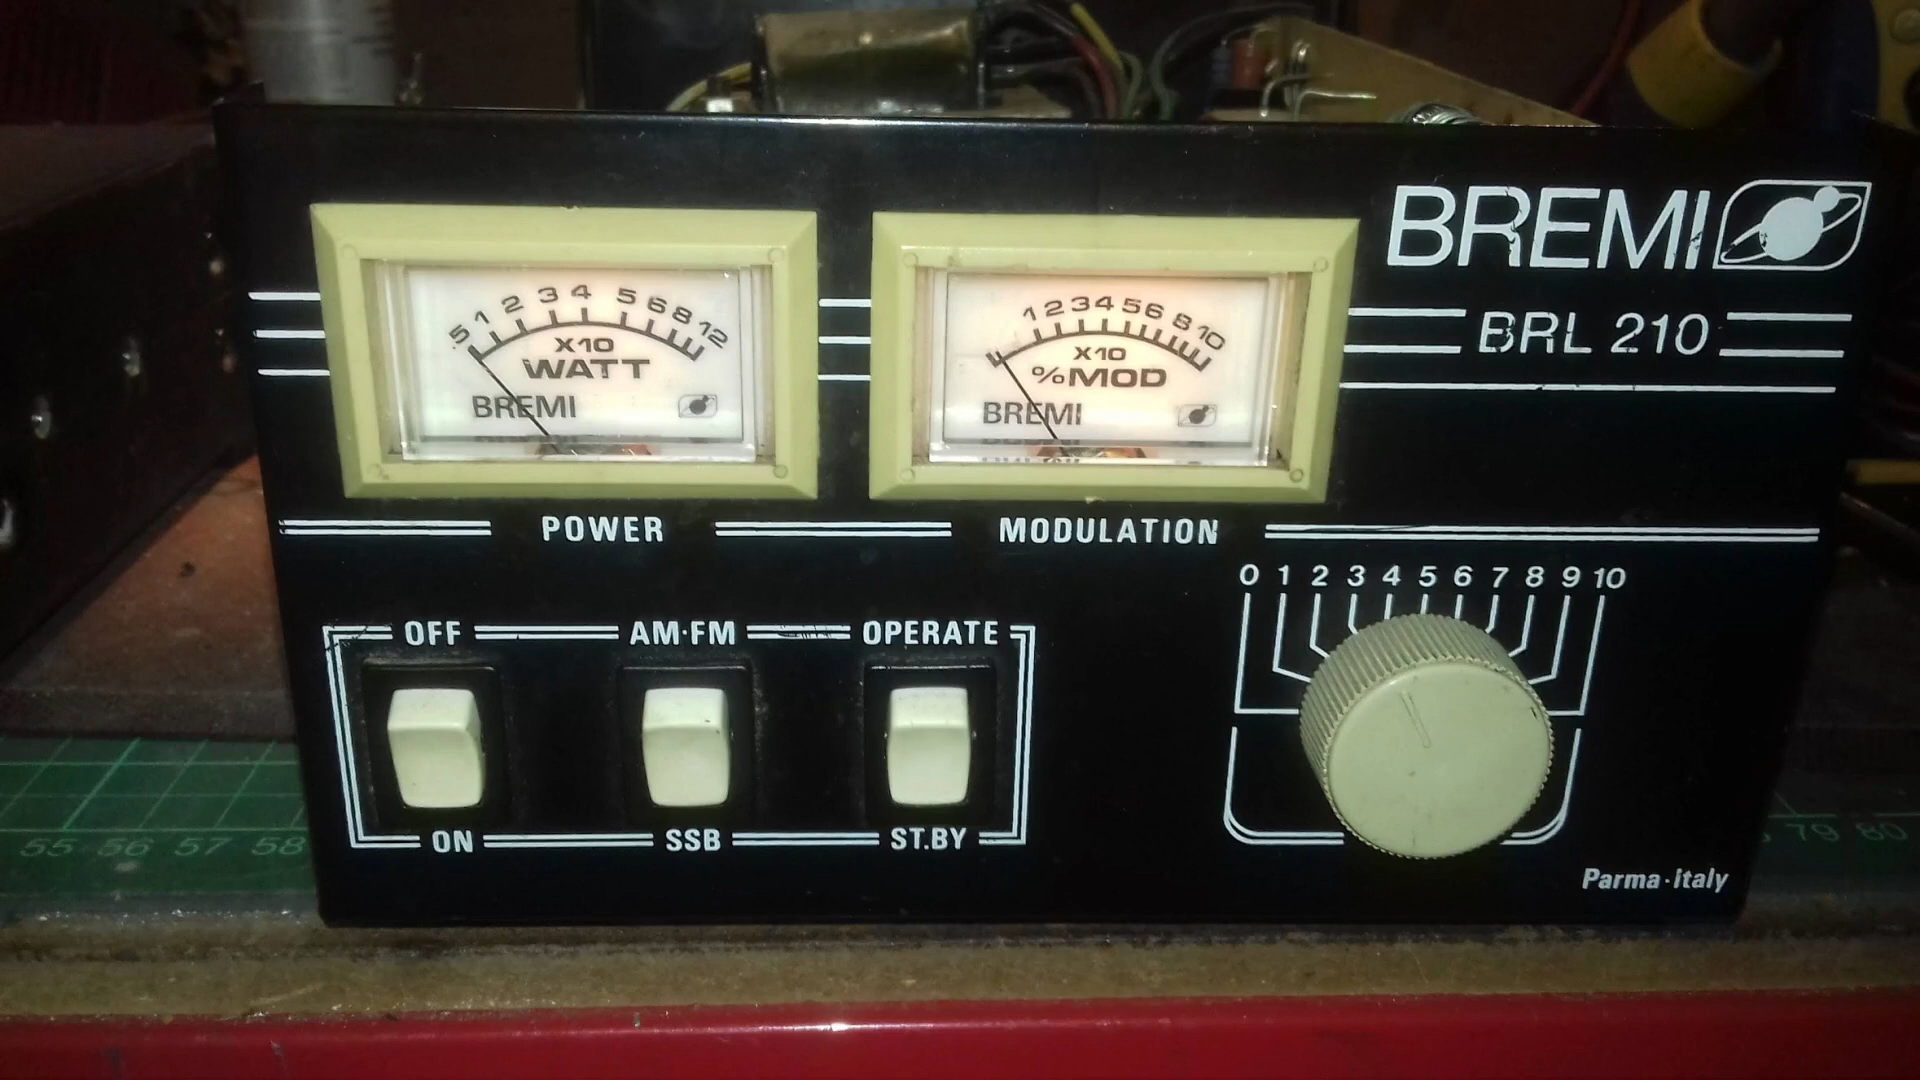 BREMI
BRL 210
5 1 2 3 4 5 6 8 12
X10
WATT
BREMI
1 2 3 4 5 6 8 10
X10
%MOD
BREMI
POWER
MODULATION
0 1 2 3 4 5 6 7 8 9 10
OFF AM·FM OPERATE
ON SSB ST.BY
Parma·Italy
55 56 57 58
79 80